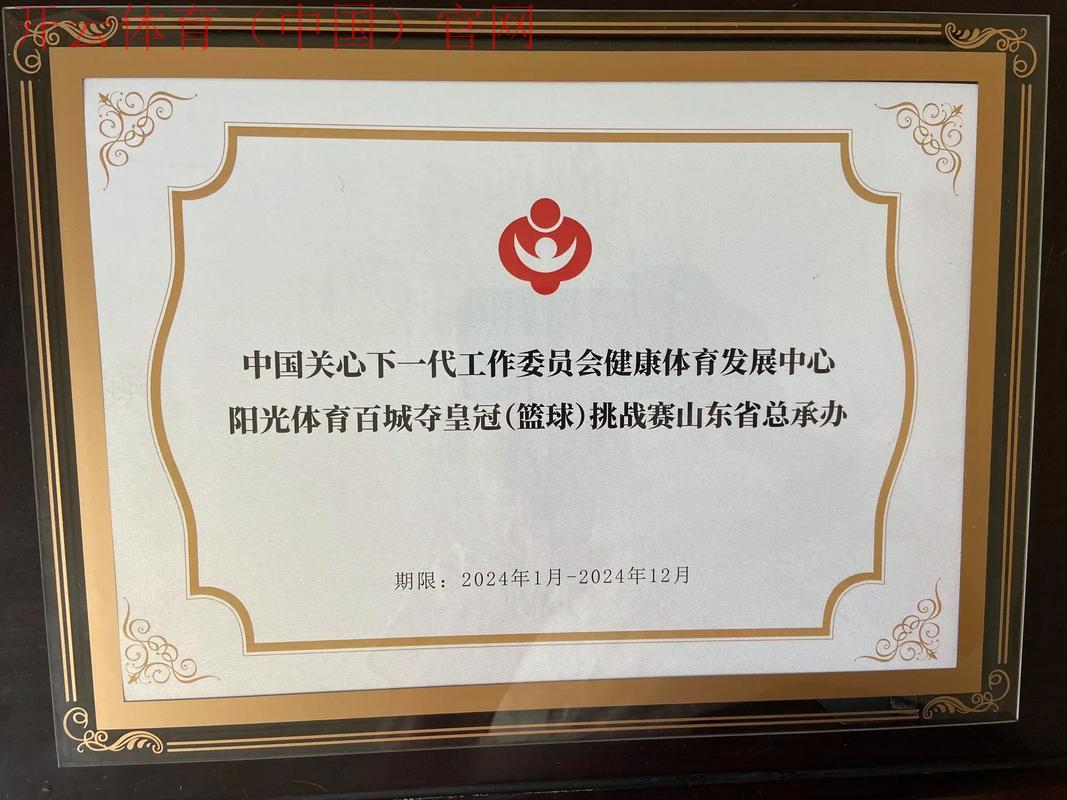 开云体育（中国）官网
中国关心下一代工作委员会健康体育发展中心
阳光体育百城夺皇冠(篮球)挑战赛山东省总承办
期限：2024年1月-2024年12月